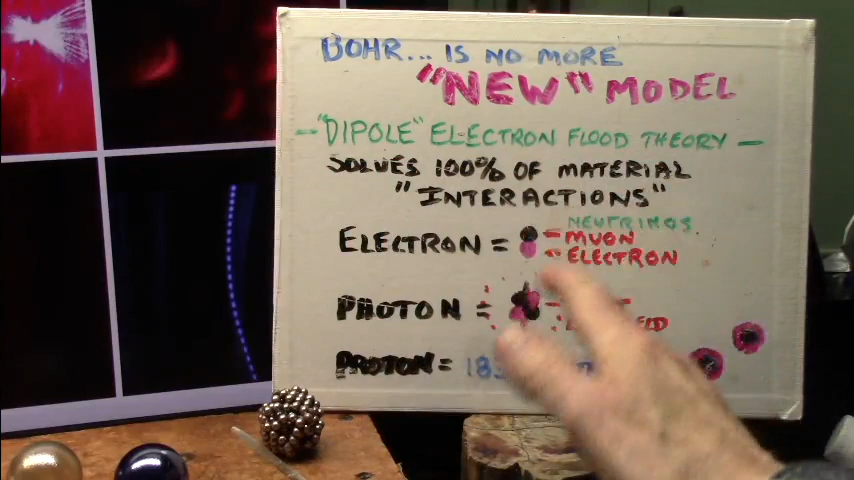 BOHR... IS NO MORE
"NEW" MODEL
-"DIPOLE" ELECTRON FLOOD THEORY-
SOLVES 100% OF MATERIAL
"INTERACTIONS"
NEUTRINOS
ELECTRON = - MUON
- ELECTRON
PHOTON =
PROTON =